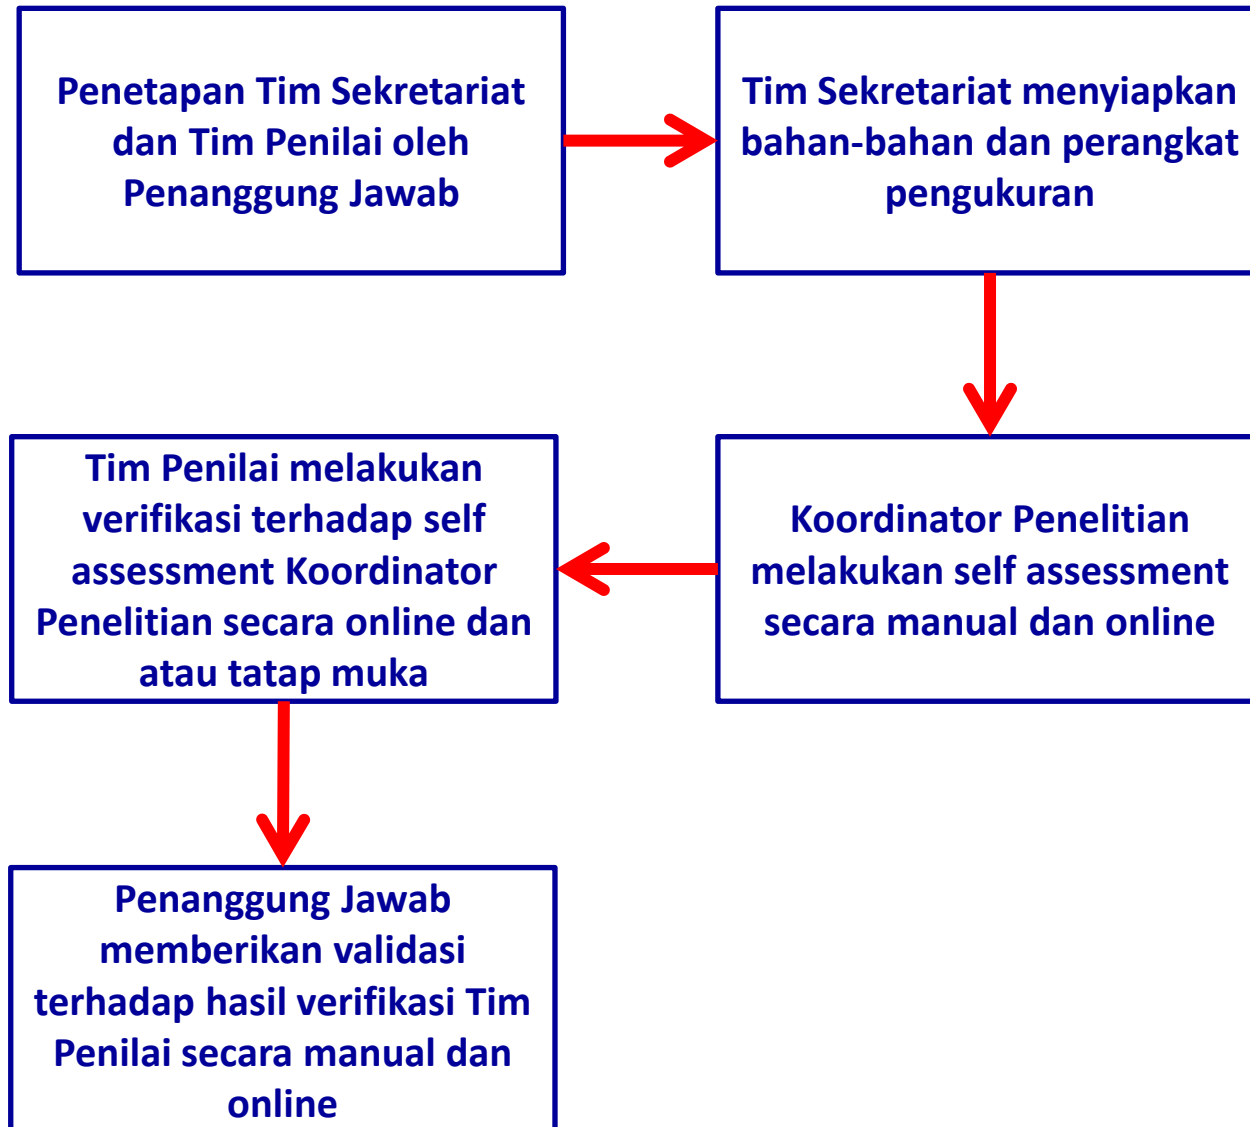 Penetapan Tim Sekretariat
dan Tim Penilai oleh
Penanggung Jawab
Tim Sekretariat menyiapkan
bahan-bahan dan perangkat
pengukuran
Koordinator Penelitian
melakukan self assessment
secara manual dan online
Tim Penilai melakukan
verifikasi terhadap self
assessment Koordinator
Penelitian secara online dan
atau tatap muka
Penanggung Jawab
memberikan validasi
terhadap hasil verifikasi Tim
Penilai secara manual dan
online